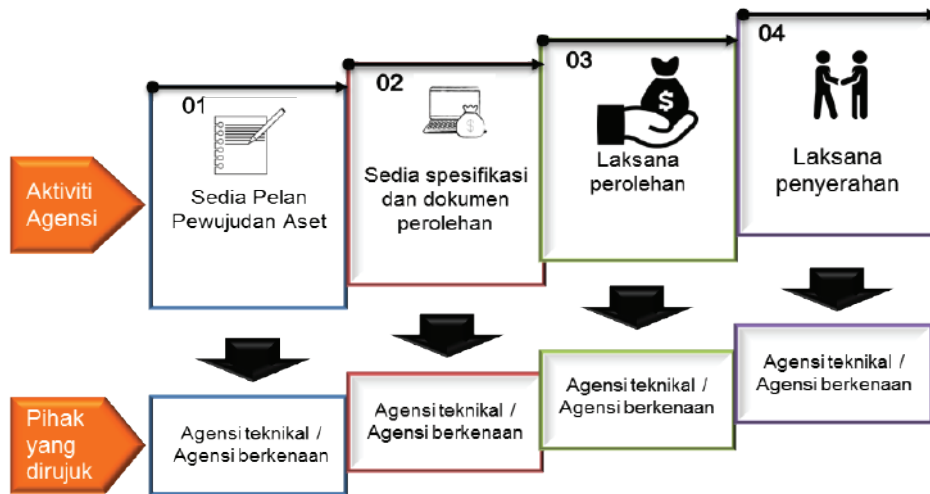 Aktiviti
Agensi
01
Sedia Pelan
Pewujudan Aset
02
$
Sedia spesifikasi
dan dokumen
perolehan
03
$
Laksana
perolehan
04
Laksana
penyerahan
Pihak
yang
dirujuk
Agensi teknikal /
Agensi berkenaan
Agensi teknikal /
Agensi berkenaan
Agensi teknikal /
Agensi berkenaan
Agensi teknikal /
Agensi berkenaan